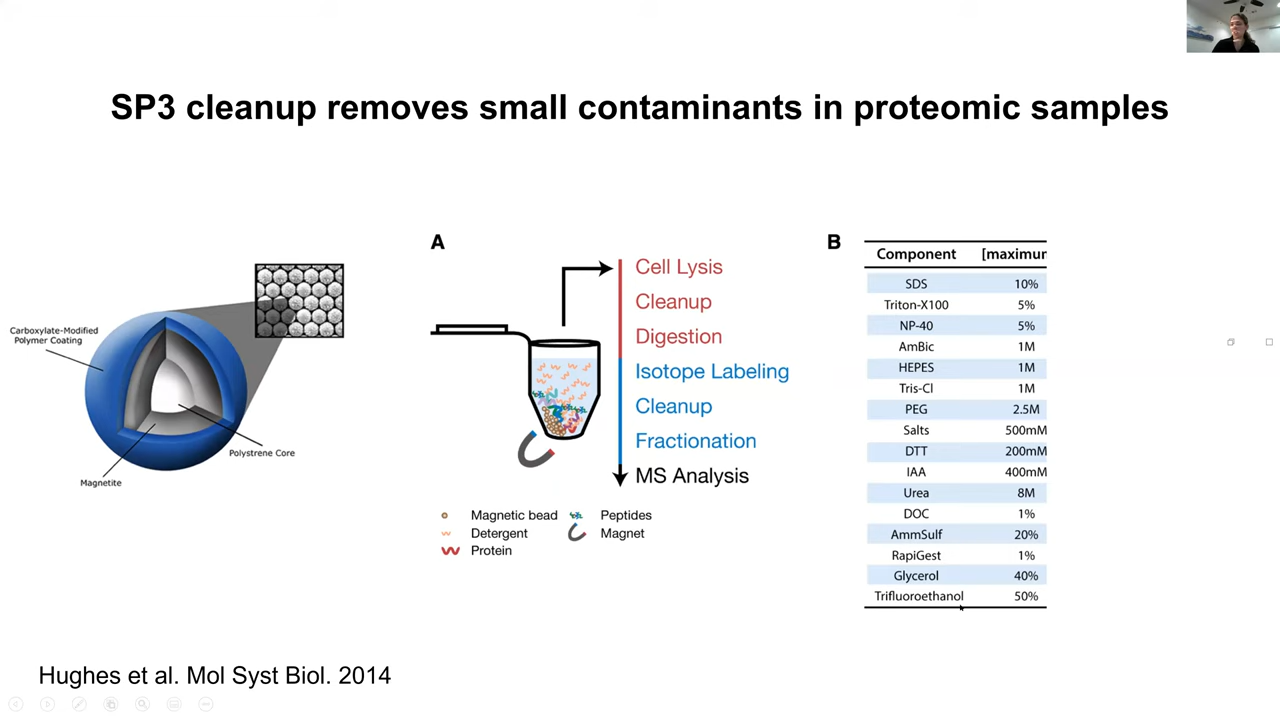 SP3 cleanup removes small contaminants in proteomic samples
Carboxylate-Modified
Polymer Coating
Polystrene Core
Magnetite
A
Cell Lysis
Cleanup
Digestion
Isotope Labeling
Cleanup
Fractionation
MS Analysis
Magnetic bead
Peptides
Detergent
Magnet
Protein
B
Component [maximur
SDS 10%
Triton-X100 5%
NP-40 5%
AmBic 1M
HEPES 1M
Tris-Cl 1M
PEG 2.5M
Salts 500mM
DTT 200mM
IAA 400mM
Urea 8M
DOC 1%
AmmSulf 20%
RapiGest 1%
Glycerol 40%
Trifluoroethanol 50%
Hughes et al. Mol Syst Biol. 2014